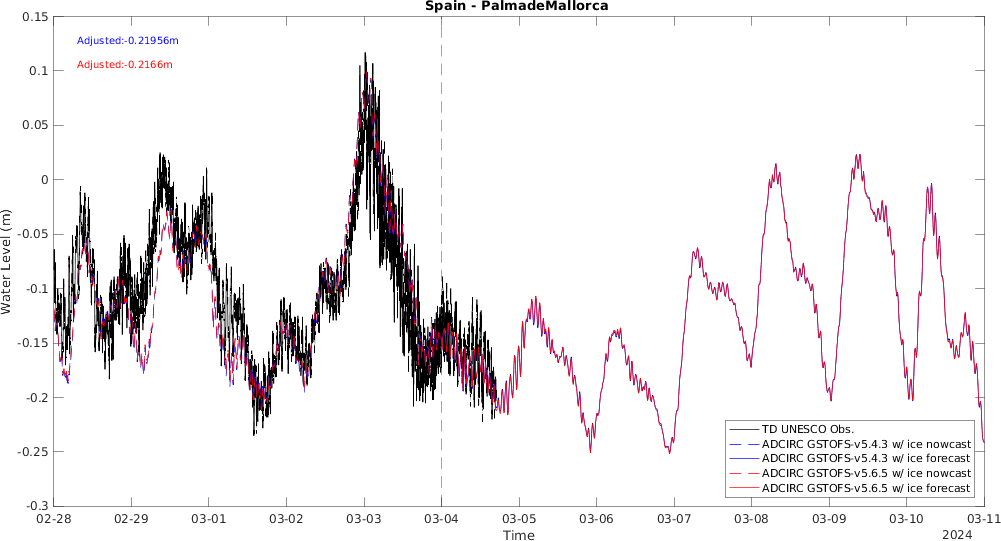 Spain - PalmadeMallorca
Adjusted:-0.21956m
Adjusted:-0.2166m
0.15
0.1
0.05
0
-0.05
-0.1
-0.15
-0.2
-0.25
-0.3
Water Level (m)
TD UNESCO Obs.
ADCIRC GSTOFS-v5.4.3 w/ ice nowcast
ADCIRC GSTOFS-v5.4.3 w/ ice forecast
ADCIRC GSTOFS-v5.6.5 w/ ice nowcast
ADCIRC GSTOFS-v5.6.5 w/ ice forecast
02-28 02-29 03-01 03-02 03-03 03-04 03-05 03-06 03-07 03-08 03-09 03-10 03-11
Time
2024